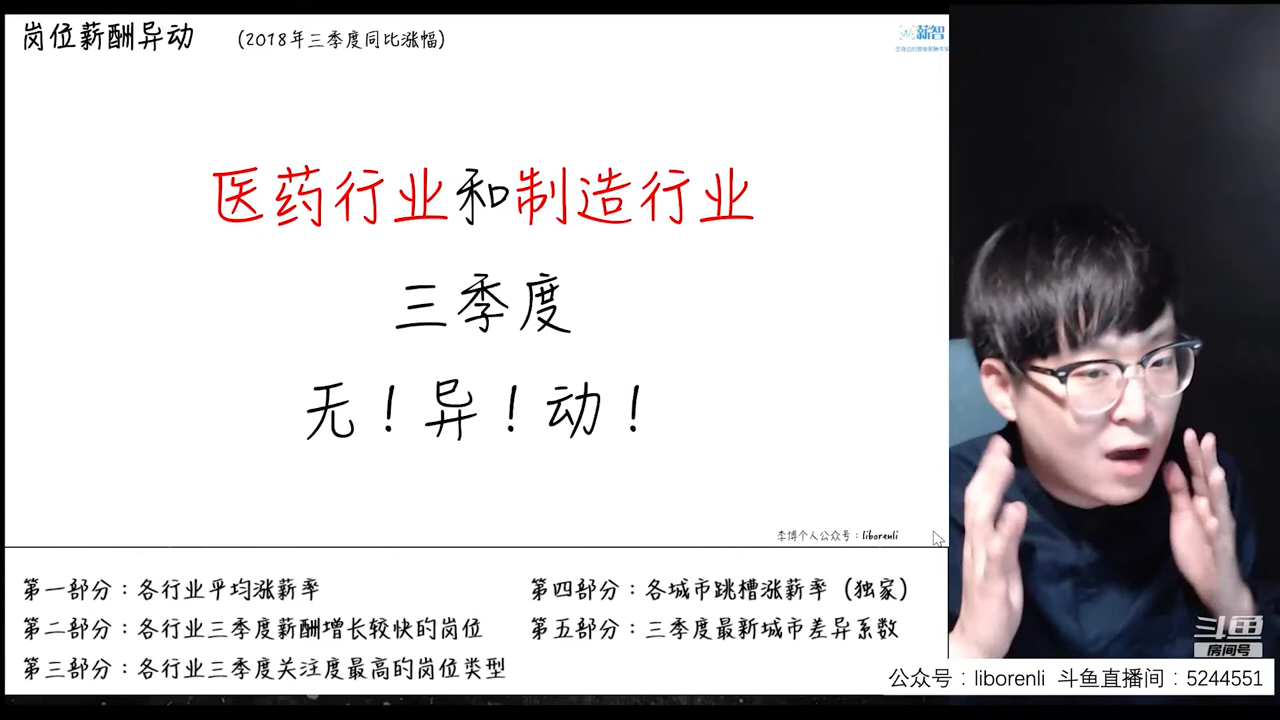 岗位薪酬异动 (2018年三季度同比涨幅)
薪智
医药行业和制造行业
三季度
无！异！动！
李博个人公众号：liborenli
第一部分：各行业平均涨薪率
第二部分：各行业三季度薪酬增长较快的岗位
第三部分：各行业三季度关注度最高的岗位类型
第四部分：各城市跳槽涨薪率（独家）
第五部分：三季度最新城市差异系数
斗鱼
房间号
公众号：liborenli 斗鱼直播间：5244551